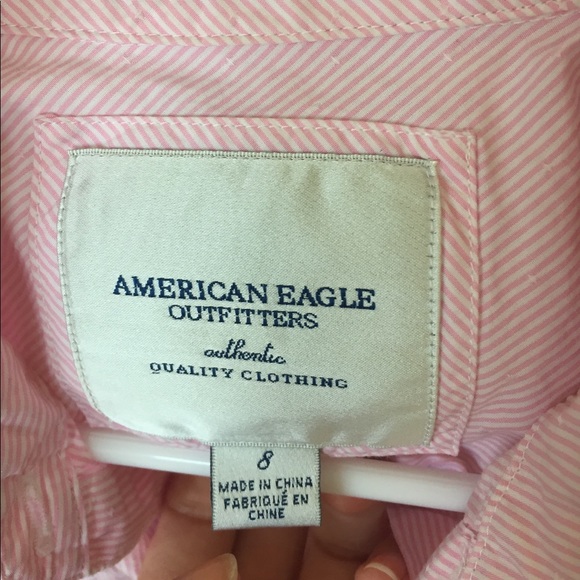 AMERICAN EAGLE
OUTFITTERS
authentic
QUALITY CLOTHING
8
MADE IN CHINA
FABRIQUÉ EN
CHINE